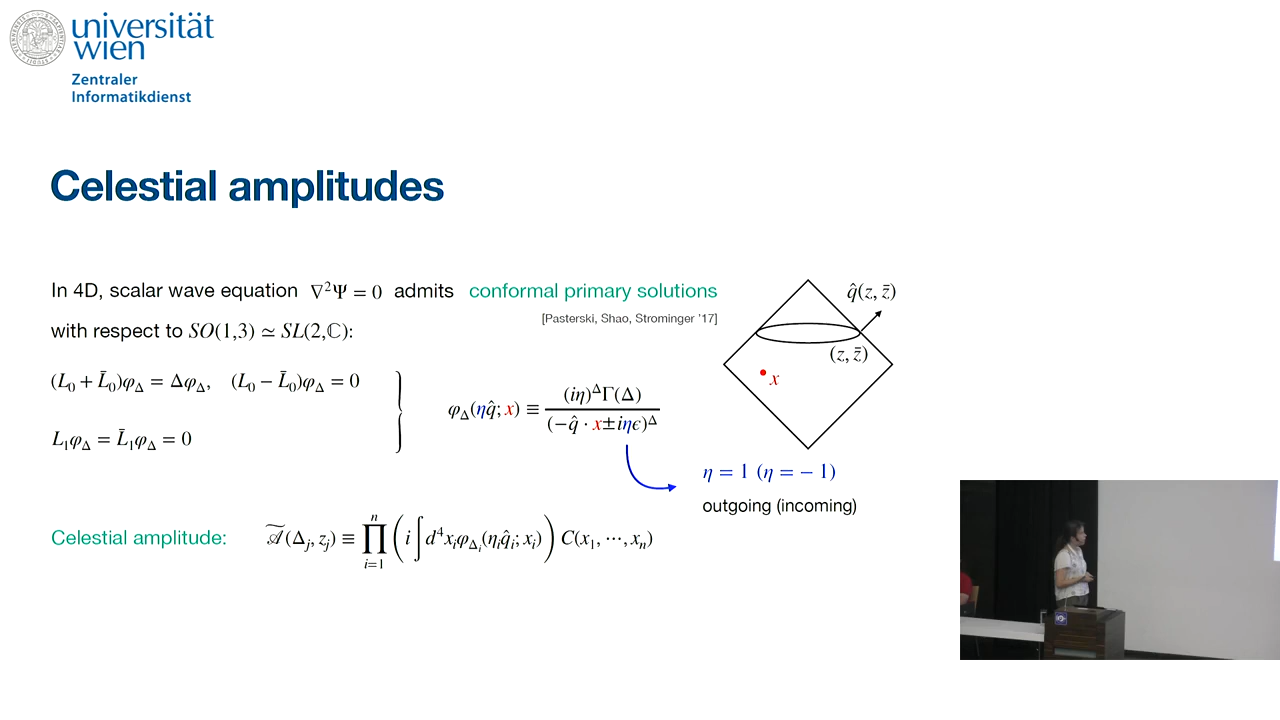 universität
wien
Zentraler
Informatikdienst
Celestial amplitudes
In 4D, scalar wave equation ∇²Ψ = 0 admits conformal primary solutions
[Pasterski, Shao, Strominger '17]
with respect to SO(1,3) ≃ SL(2,ℂ):
(L₀ + L̄₀)φ_Δ = Δφ_Δ, (L₀ − L̄₀)φ_Δ = 0
L₁φ_Δ = L̄₁φ_Δ = 0
φ_Δ(ηq̂; x) ≡ (iη)^Δ Γ(Δ) / (−q̂ · x ± iηϵ)^Δ
q̂(z, z̄)
(z, z̄)
x
η = 1 (η = − 1)
outgoing (incoming)
Celestial amplitude: 𝒜̃(Δ_j, z_j) ≡ ∏_{i=1}^{n} (i ∫ d⁴x_i φ_{Δ_i}(η_i q̂_i; x_i)) C(x₁, ⋯, x_n)